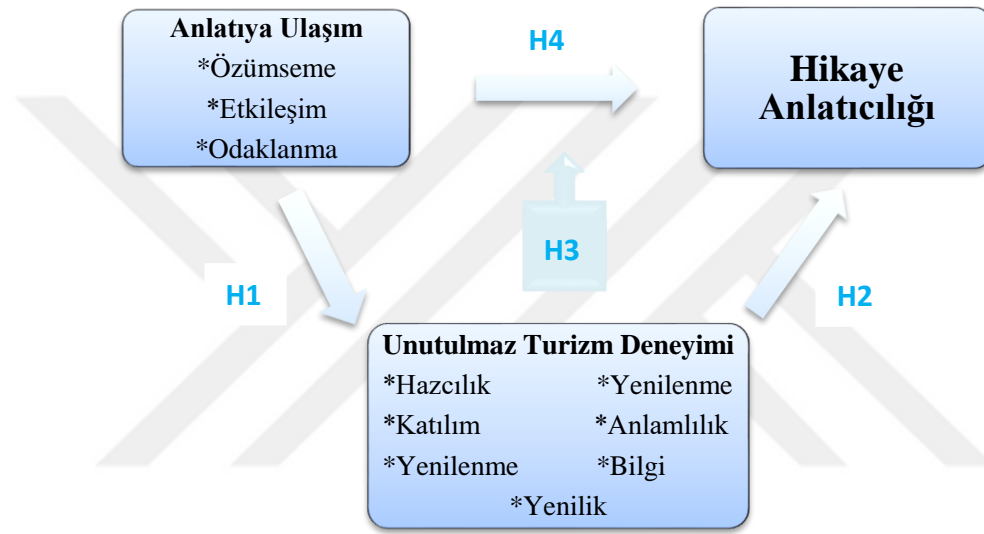 Anlatıya Ulaşım
*Özümseme
*Etkileşim
*Odaklanma
H4
Hikaye
Anlatıcılığı
H3
H1
H2
Unutulmaz Turizm Deneyimi
*Hazcılık *Yenilenme
*Katılım *Anlamlılık
*Yenilenme *Bilgi
*Yenilik